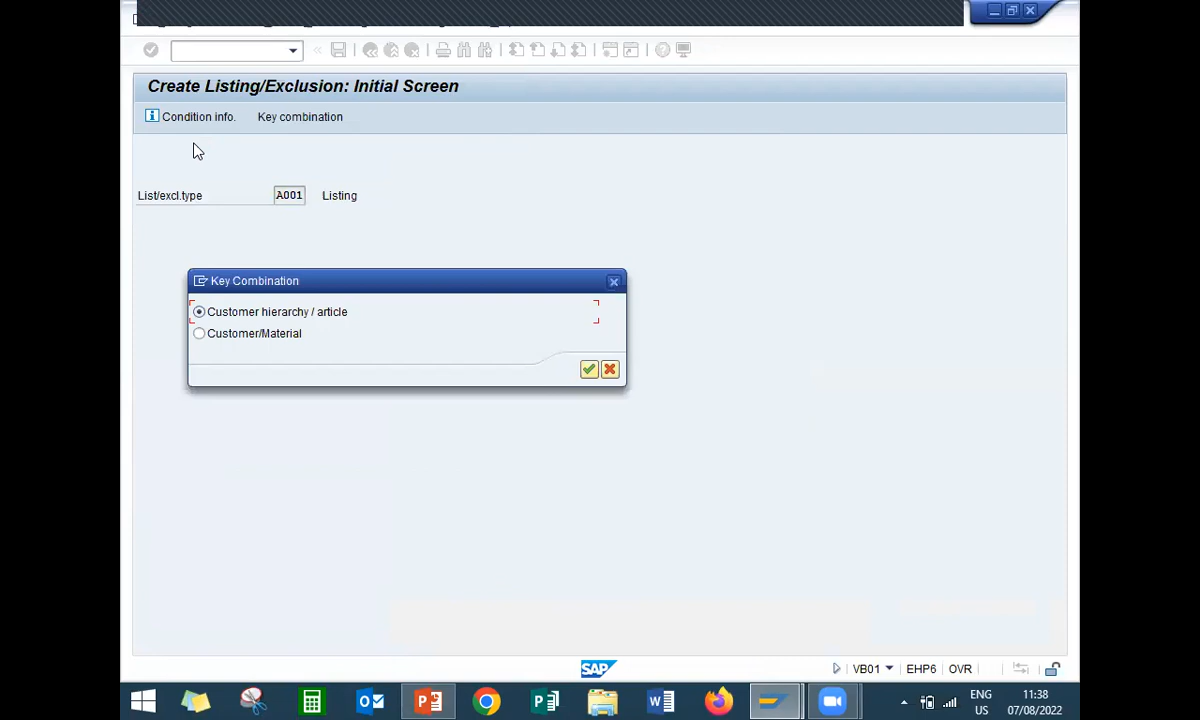 Create Listing/Exclusion: Initial Screen
Condition info.    Key combination
List/excl.type    A001    Listing
Key Combination
Customer hierarchy / article
Customer/Material
SAP    VB01    EHP6    OVR
ENG    11:38
US    07/08/2022